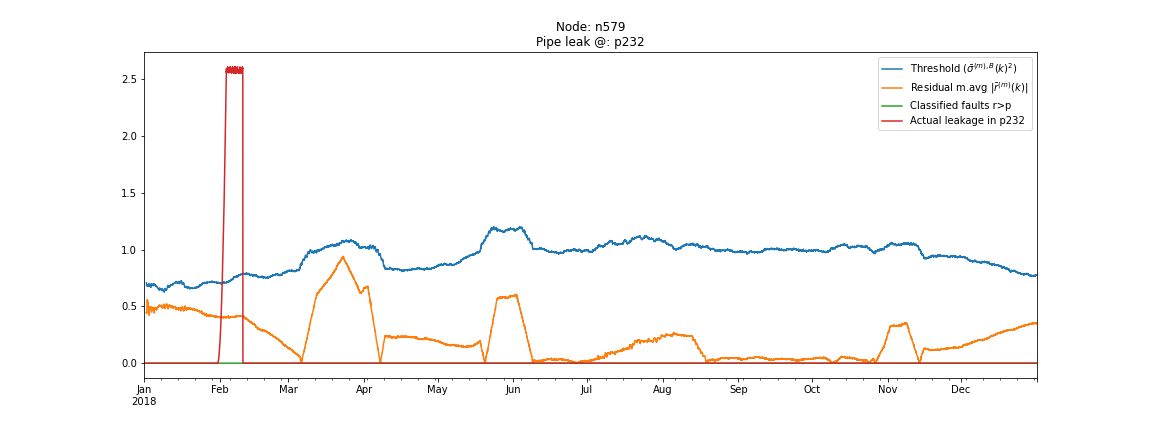 Node: n579
Pipe leak @: p232
Threshold (σ̄⁽ᵐ⁾,ᴮ(k)²)
Residual m.avg |r̄⁽ᵐ⁾(k)|
Classified faults r>p
Actual leakage in p232
2.5
2.0
1.5
1.0
0.5
0.0
Jan Feb Mar Apr May Jun Jul Aug Sep Oct Nov Dec
2018